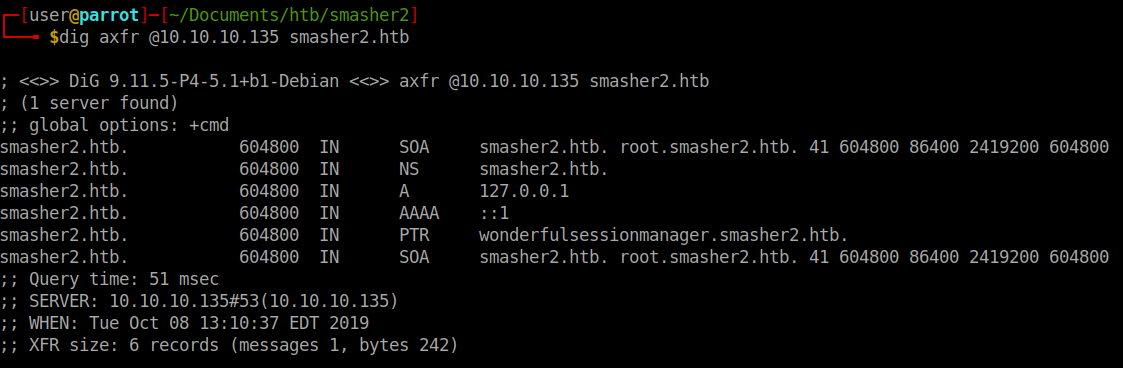 ┌─[user@parrot]─[~/Documents/htb/smasher2]
└──╼ $dig axfr @10.10.10.135 smasher2.htb

; <<>> DiG 9.11.5-P4-5.1+b1-Debian <<>> axfr @10.10.10.135 smasher2.htb
; (1 server found)
;; global options: +cmd
smasher2.htb.		604800	IN	SOA	smasher2.htb. root.smasher2.htb. 41 604800 86400 2419200 604800
smasher2.htb.		604800	IN	NS	smasher2.htb.
smasher2.htb.		604800	IN	A	127.0.0.1
smasher2.htb.		604800	IN	AAAA	::1
smasher2.htb.		604800	IN	PTR	wonderfulsessionmanager.smasher2.htb.
smasher2.htb.		604800	IN	SOA	smasher2.htb. root.smasher2.htb. 41 604800 86400 2419200 604800
;; Query time: 51 msec
;; SERVER: 10.10.10.135#53(10.10.10.135)
;; WHEN: Tue Oct 08 13:10:37 EDT 2019
;; XFR size: 6 records (messages 1, bytes 242)